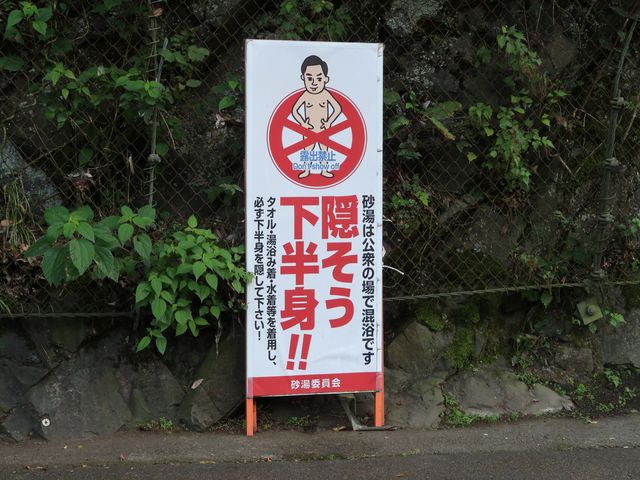 露出禁止
Don't show off
砂湯は公衆の場で混浴です
隠そう
下半身!!
タオル・湯浴み着・水着等を着用し、
必ず下半身を隠して下さい!
砂湯委員会